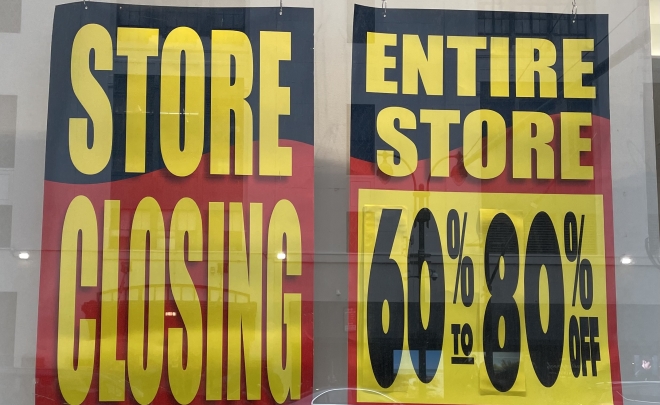 STORE
CLOSING
ENTIRE
STORE
60% TO 80% OFF